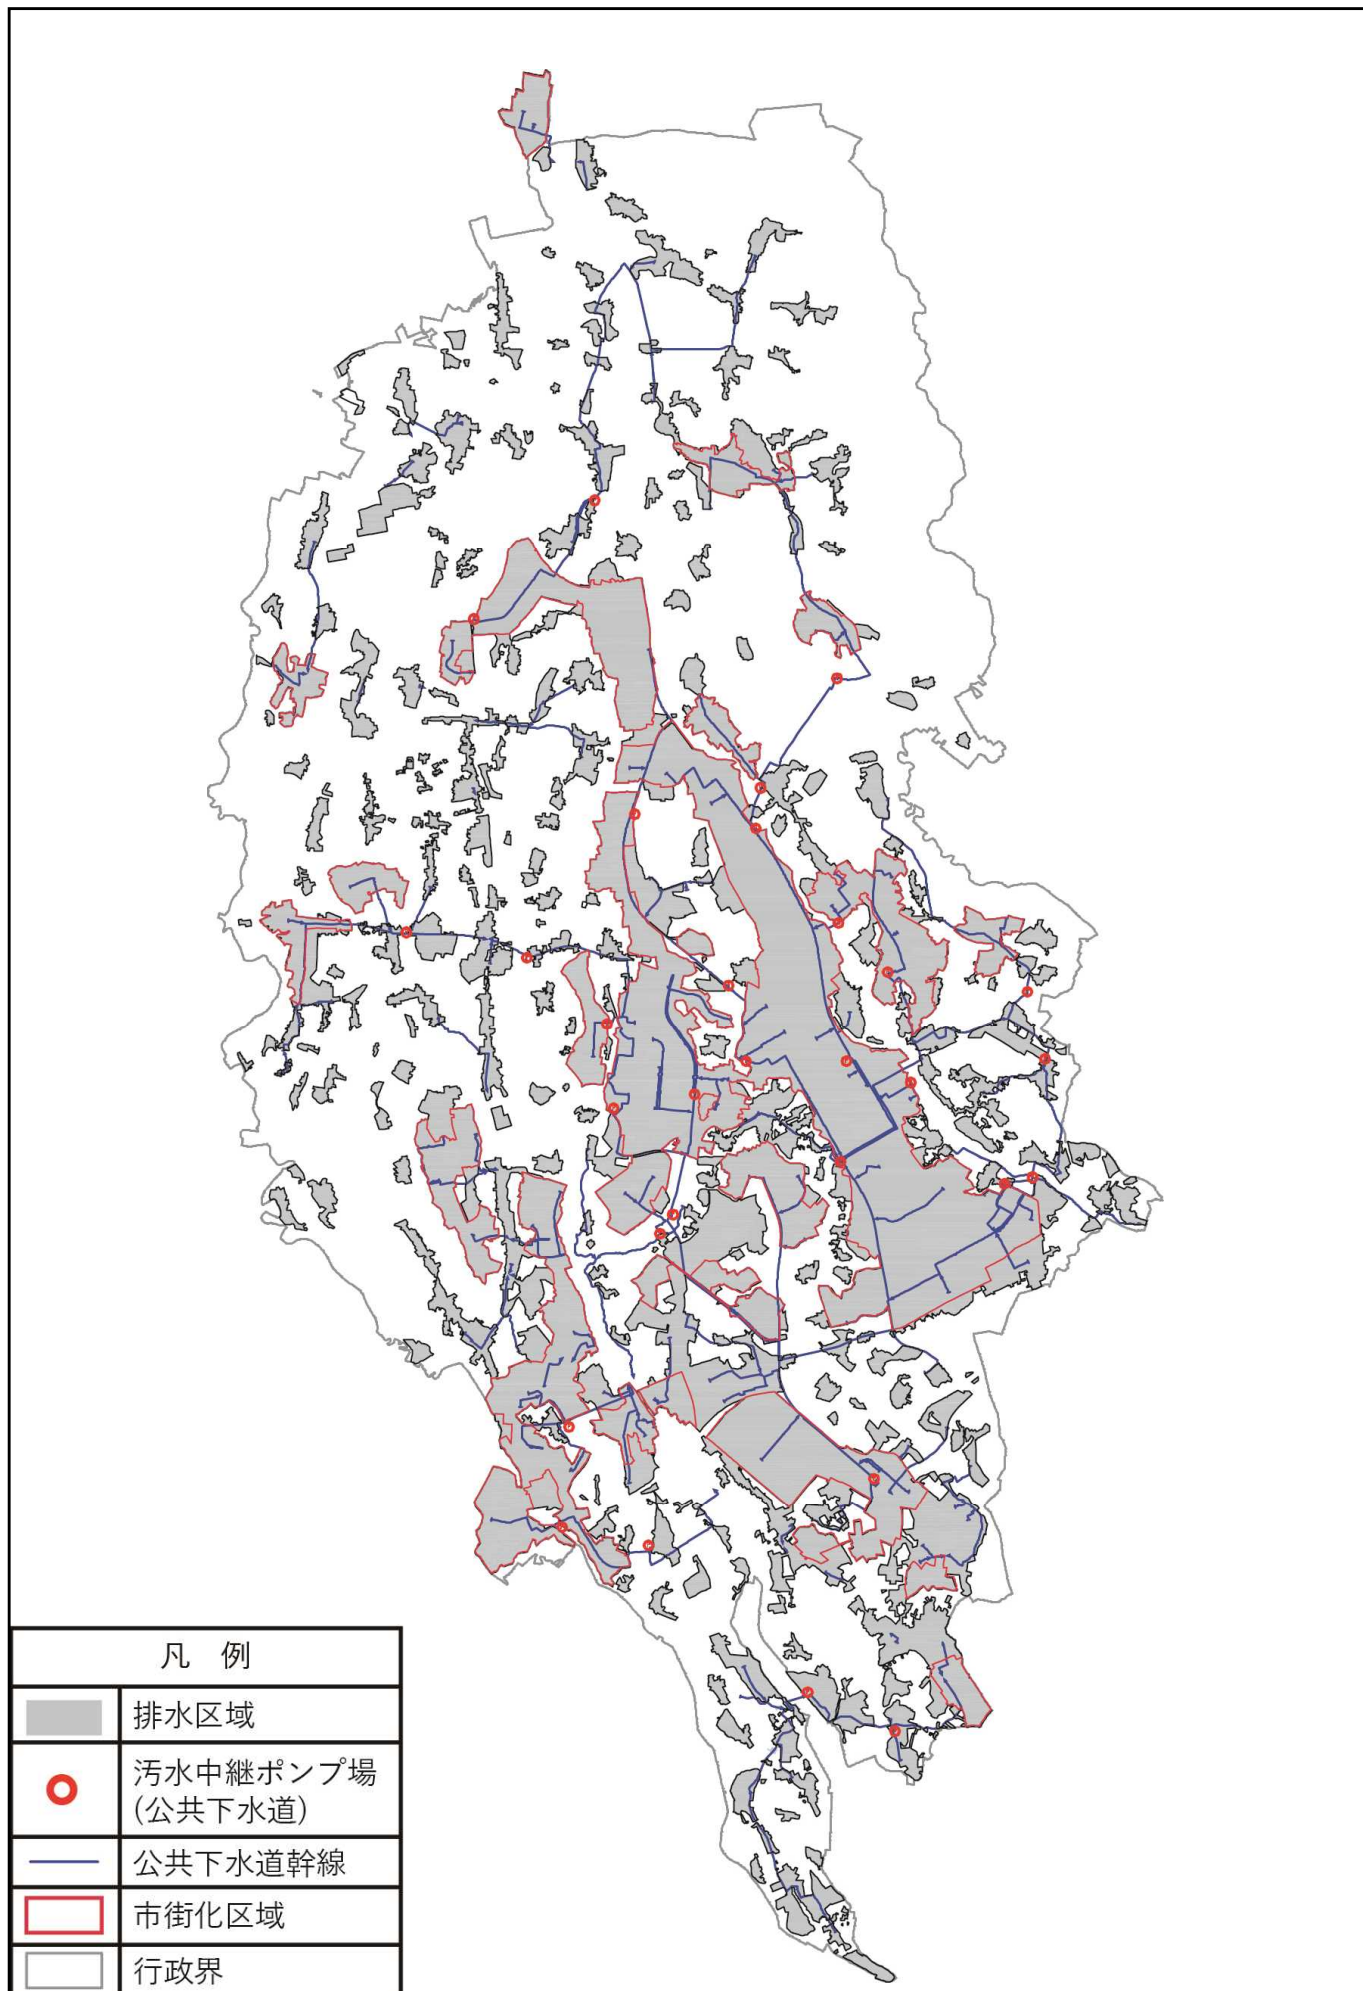 凡 例
排水区域
汚水中継ポンプ場
(公共下水道)
公共下水道幹線
市街化区域
行政界